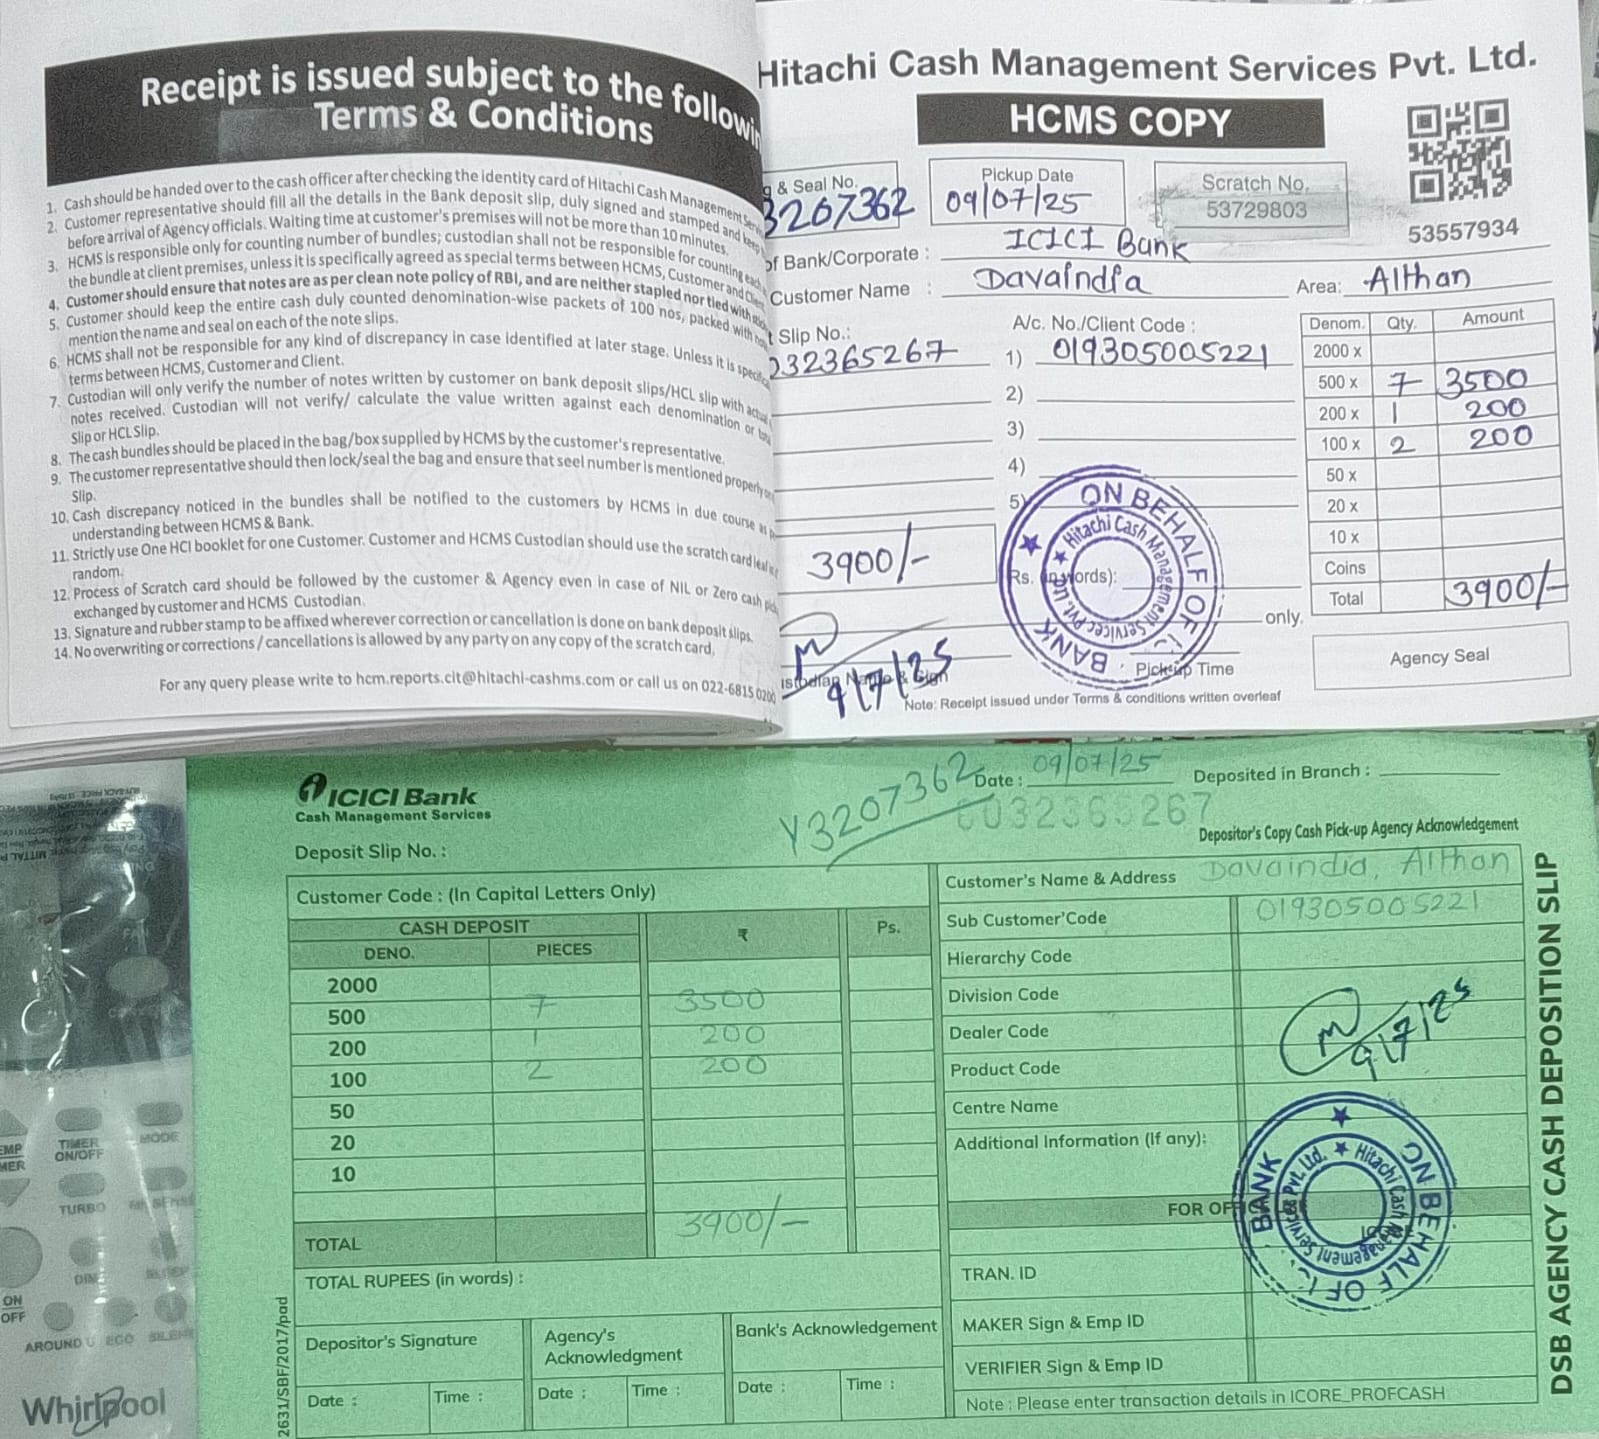 Receipt is issued subject to the followin
Terms & Conditions
1. Cash should be handed over to the cash officer after checking the identity card of Hitachi Cash Management
2. Customer representative should fill all the details in the Bank deposit slip, duly signed and stamped and
before arrival of Agency officials. Waiting time at customer's premises will not be more than 10 minutes.
3. HCMS is responsible only for counting number of bundles; custodian shall not be responsible for counting
the bundle at client premises, unless it is specifically agreed as special terms between HCMS, Customer and
4. Customer should ensure that notes are as per clean note policy of RBI, and are neither stapled nor tied with
5. Customer should keep the entire cash duly counted denomination-wise packets of 100 nos, packed with
mention the name and seal on each of the note slips.
6. HCMS shall not be responsible for any kind of discrepancy in case identified at later stage. Unless it is
terms between HCMS, Customer and Client.
7. Custodian will only verify the number of notes written by customer on bank deposit slips/HCL slip with
notes received. Custodian will not verify/ calculate the value written against each denomination or
Slip or HCL Slip.
8. The cash bundles should be placed in the bag/box supplied by HCMS by the customer's representative.
9. The customer representative should then lock/seal the bag and ensure that seel number is mentioned properly
Slip.
10. Cash discrepancy noticed in the bundles shall be notified to the customers by HCMS in due course as
understanding between HCMS & Bank.
11. Strictly use One HCI booklet for one Customer. Customer and HCMS Custodian should use the scratch card leaf
random.
12. Process of Scratch card should be followed by the customer & Agency even in case of NIL or Zero cash
exchanged by customer and HCMS Custodian.
13. Signature and rubber stamp to be affixed wherever correction or cancellation is done on bank deposit slips.
14. No overwriting or corrections / cancellations is allowed by any party on any copy of the scratch card.
For any query please write to hcm.reports.cit@hitachi-cashms.com or call us on 022-6815 0200
Hitachi Cash Management Services Pvt. Ltd.
HCMS COPY
g & Seal No. Pickup Date Scratch No.
3207362 09/07/25 53729803
53557934
of Bank/Corporate : ICICI Bank
Customer Name : Davaindia Area: Althan
t Slip No.: A/c. No./Client Code :
032365267 1) 019305005221
2)
3)
4)
5)
Denom. Qty. Amount
2000 x
500 x 7 3500
200 x 1 200
100 x 2 200
50 x
20 x
10 x
Coins
Total 3900/-
3900/-
Rs. (in words):
only.
ON BEHALF OF
BANK
Hitachi Cash Management Services Pvt. Ltd.
9/7/25
Pick-up Time
Agency Seal
Note: Receipt issued under Terms & conditions written overleaf
ICICI Bank
Cash Management Services
Y3207362
Date : 09/07/25 Deposited in Branch :
0032365267
Deposit Slip No. :
Depositor's Copy Cash Pick-up Agency Acknowledgement
Customer Code : (In Capital Letters Only)
CASH DEPOSIT ₹ Ps.
DENO. PIECES
2000
500 7 3500
200 1 200
100 2 200
50
20
10
TOTAL 3900/-
TOTAL RUPEES (in words) :
Depositor's Signature
Agency's
Acknowledgment
Bank's Acknowledgement
Date : Time : Date : Time : Date : Time :
Customer's Name & Address Davaindia, Althan
Sub Customer'Code 019305005221
Hierarchy Code
Division Code
Dealer Code
Product Code
Centre Name
Additional Information (If any):
9/7/25
FOR OF
TRAN. ID
MAKER Sign & Emp ID
VERIFIER Sign & Emp ID
Note : Please enter transaction details in ICORE_PROFCASH
ON BEHALF OF
BANK
Hitachi Cash Management Services Pvt. Ltd.
DSB AGENCY CASH DEPOSITION SLIP
2631/SBF/2017/pad
TIMER
ON/OFF
MODE
TURBO
DIM
ON
OFF
AROUND U
ECO
SILENT
Whirlpool